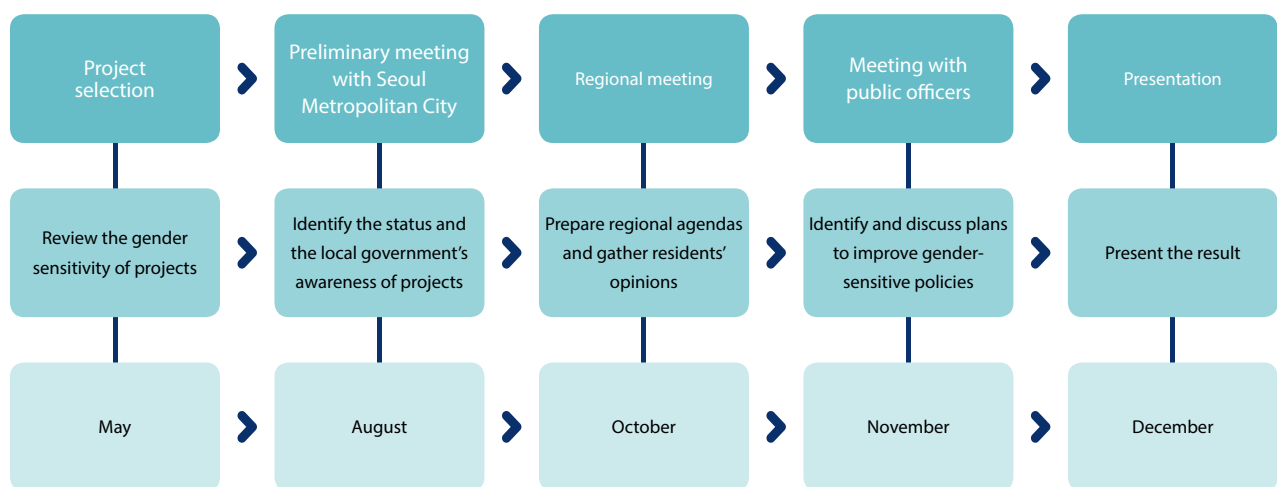 Project
selection
Preliminary meeting
with Seoul
Metropolitan City
Regional meeting
Meeting with
public officers
Presentation
Review the gender
sensitivity of projects
Identify the status and
the local government’s
awareness of projects
Prepare regional agendas
and gather residents’
opinions
Identify and discuss plans
to improve gender-
sensitive policies
Present the result
May
August
October
November
December